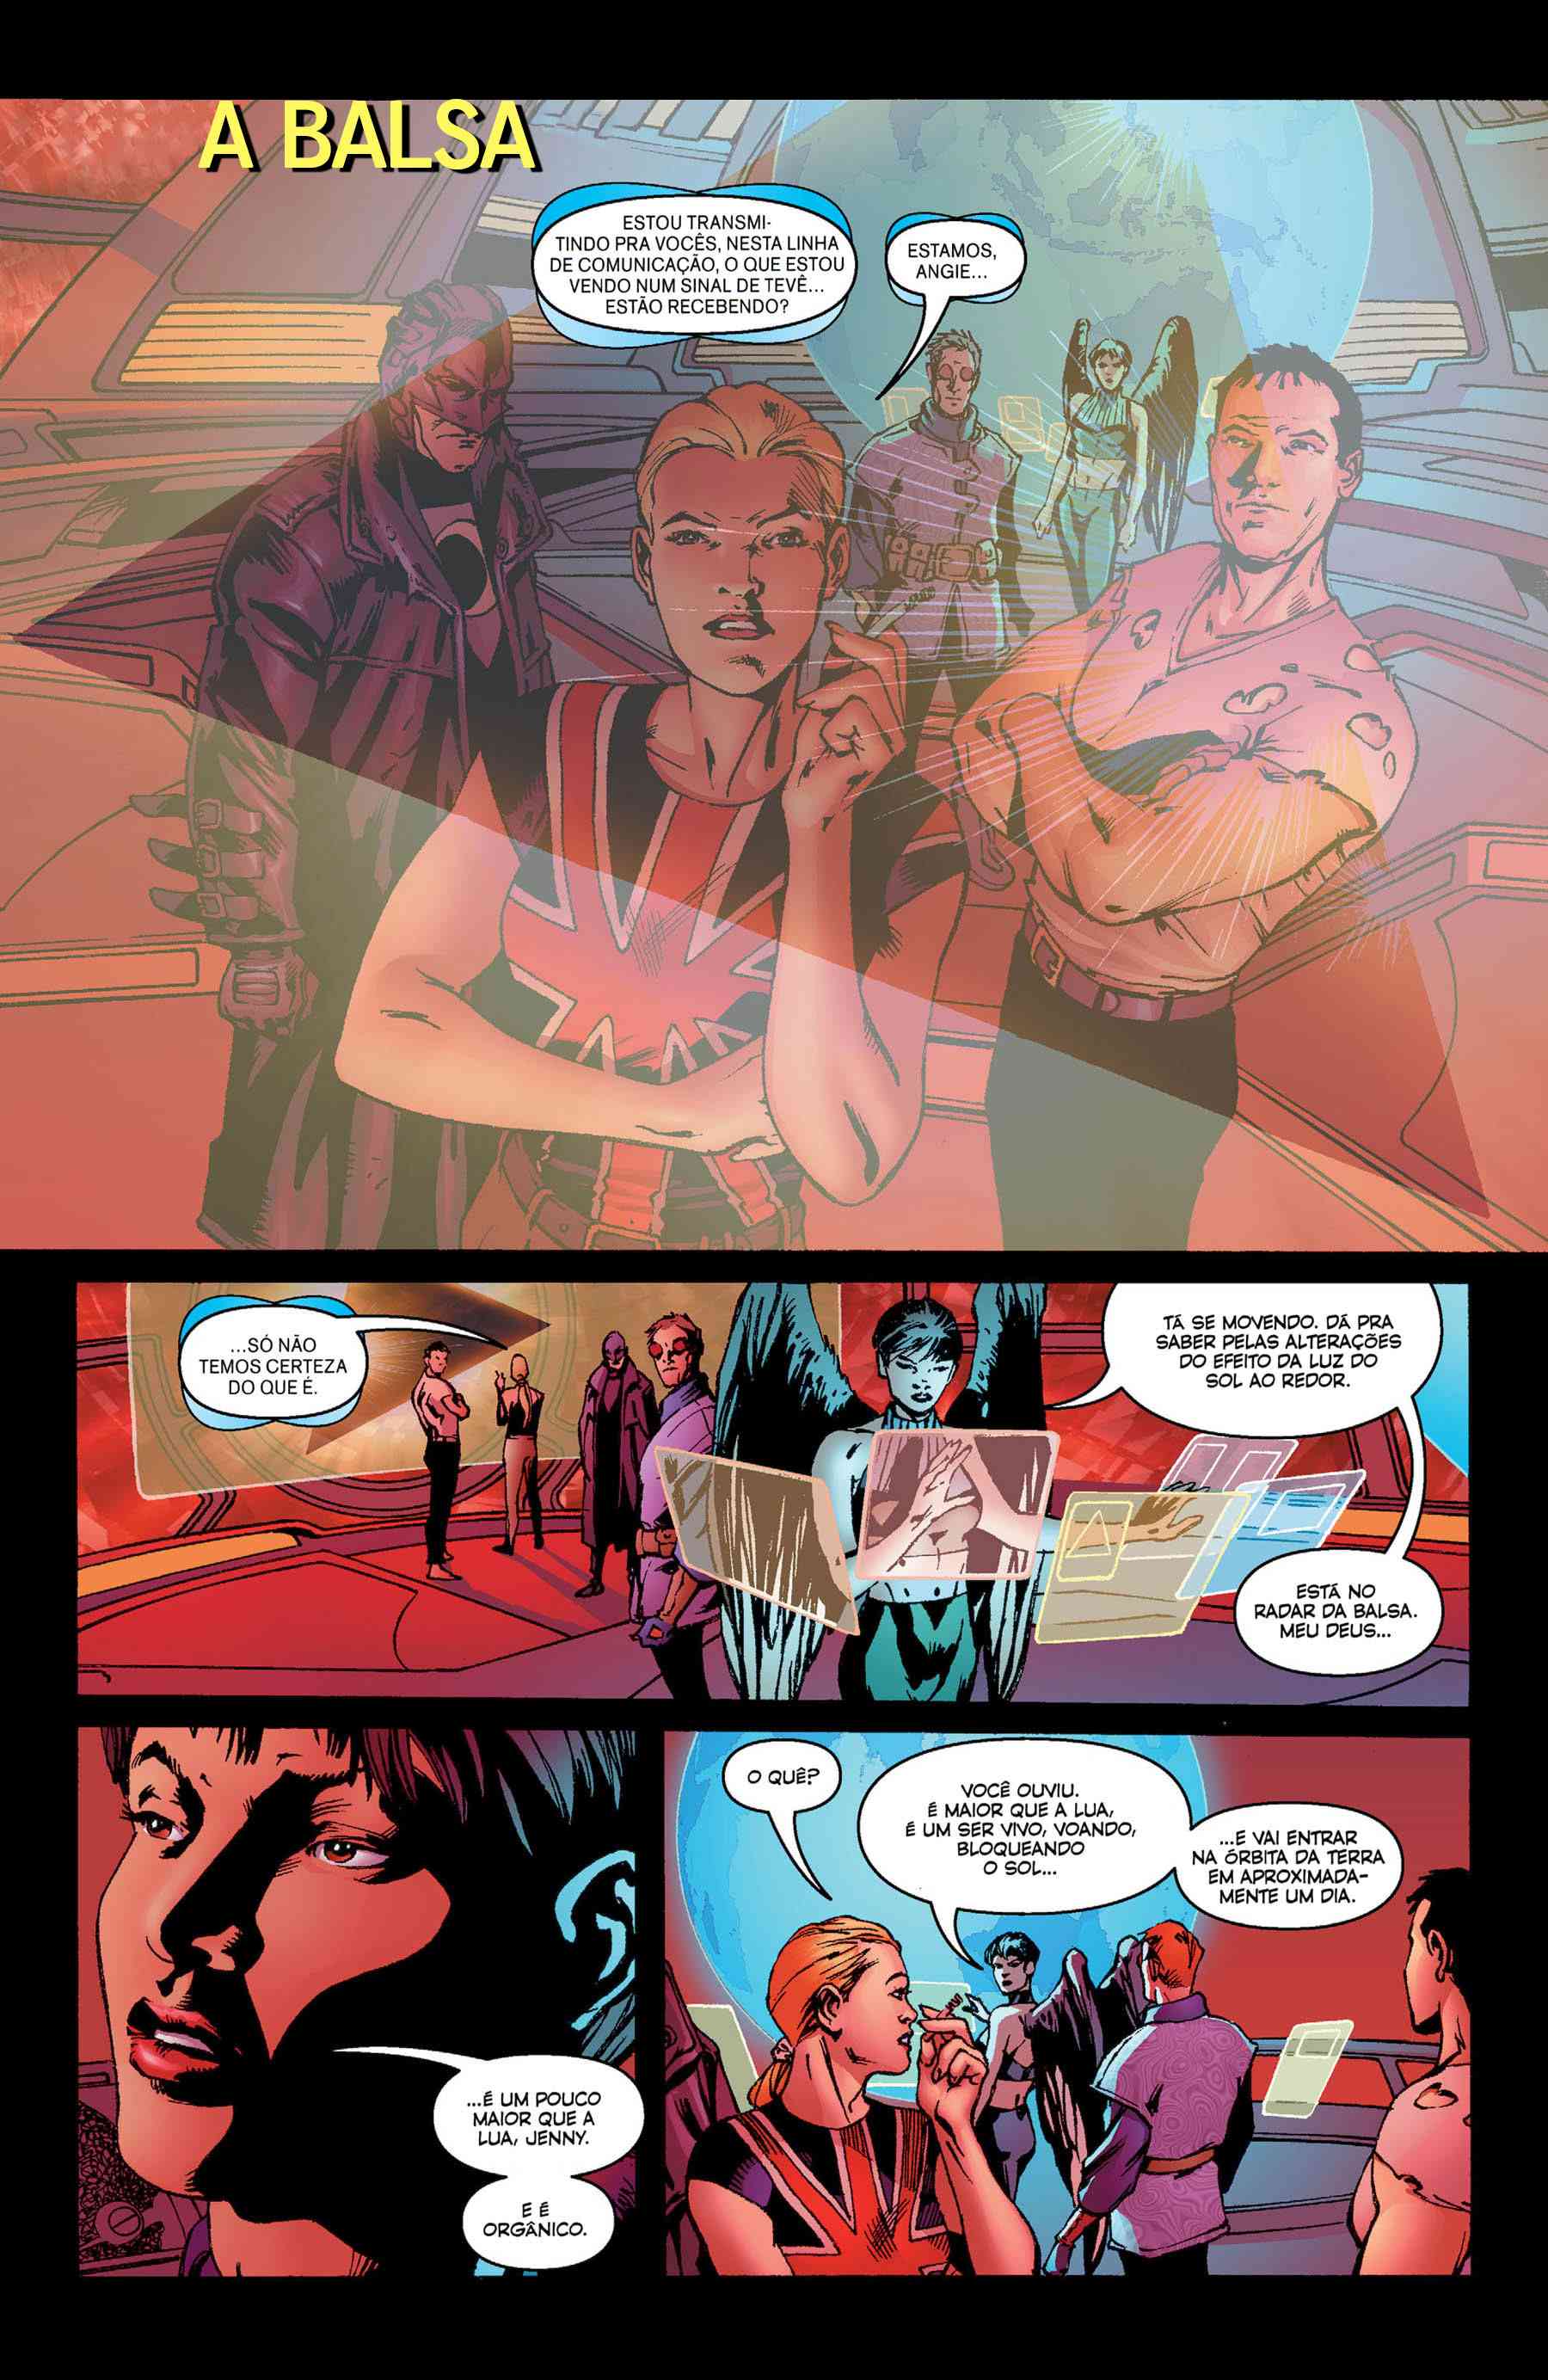 A BALSA
ESTOU TRANSMI-
TINDO PRA VOCÊS, NESTA LINHA
DE COMUNICAÇÃO, O QUE ESTOU
VENDO NUM SINAL DE TEVÊ...
ESTÃO RECEBENDO?
ESTAMOS,
ANGIE...
...SÓ NÃO
TEMOS CERTEZA
DO QUE É.
TÁ SE MOVENDO. DÁ PRA
SABER PELAS ALTERAÇÕES
DO EFEITO DA LUZ DO
SOL AO REDOR.
ESTÁ NO
RADAR DA BALSA.
MEU DEUS...
...É UM POUCO
MAIOR QUE A
LUA, JENNY.
E É
ORGÂNICO.
O QUÊ?
VOCÊ OUVIU.
É MAIOR QUE A LUA,
É UM SER VIVO, VOANDO,
BLOQUEANDO
O SOL...
...E VAI ENTRAR
NA ÓRBITA DA TERRA
EM APROXIMADA-
MENTE UM DIA.